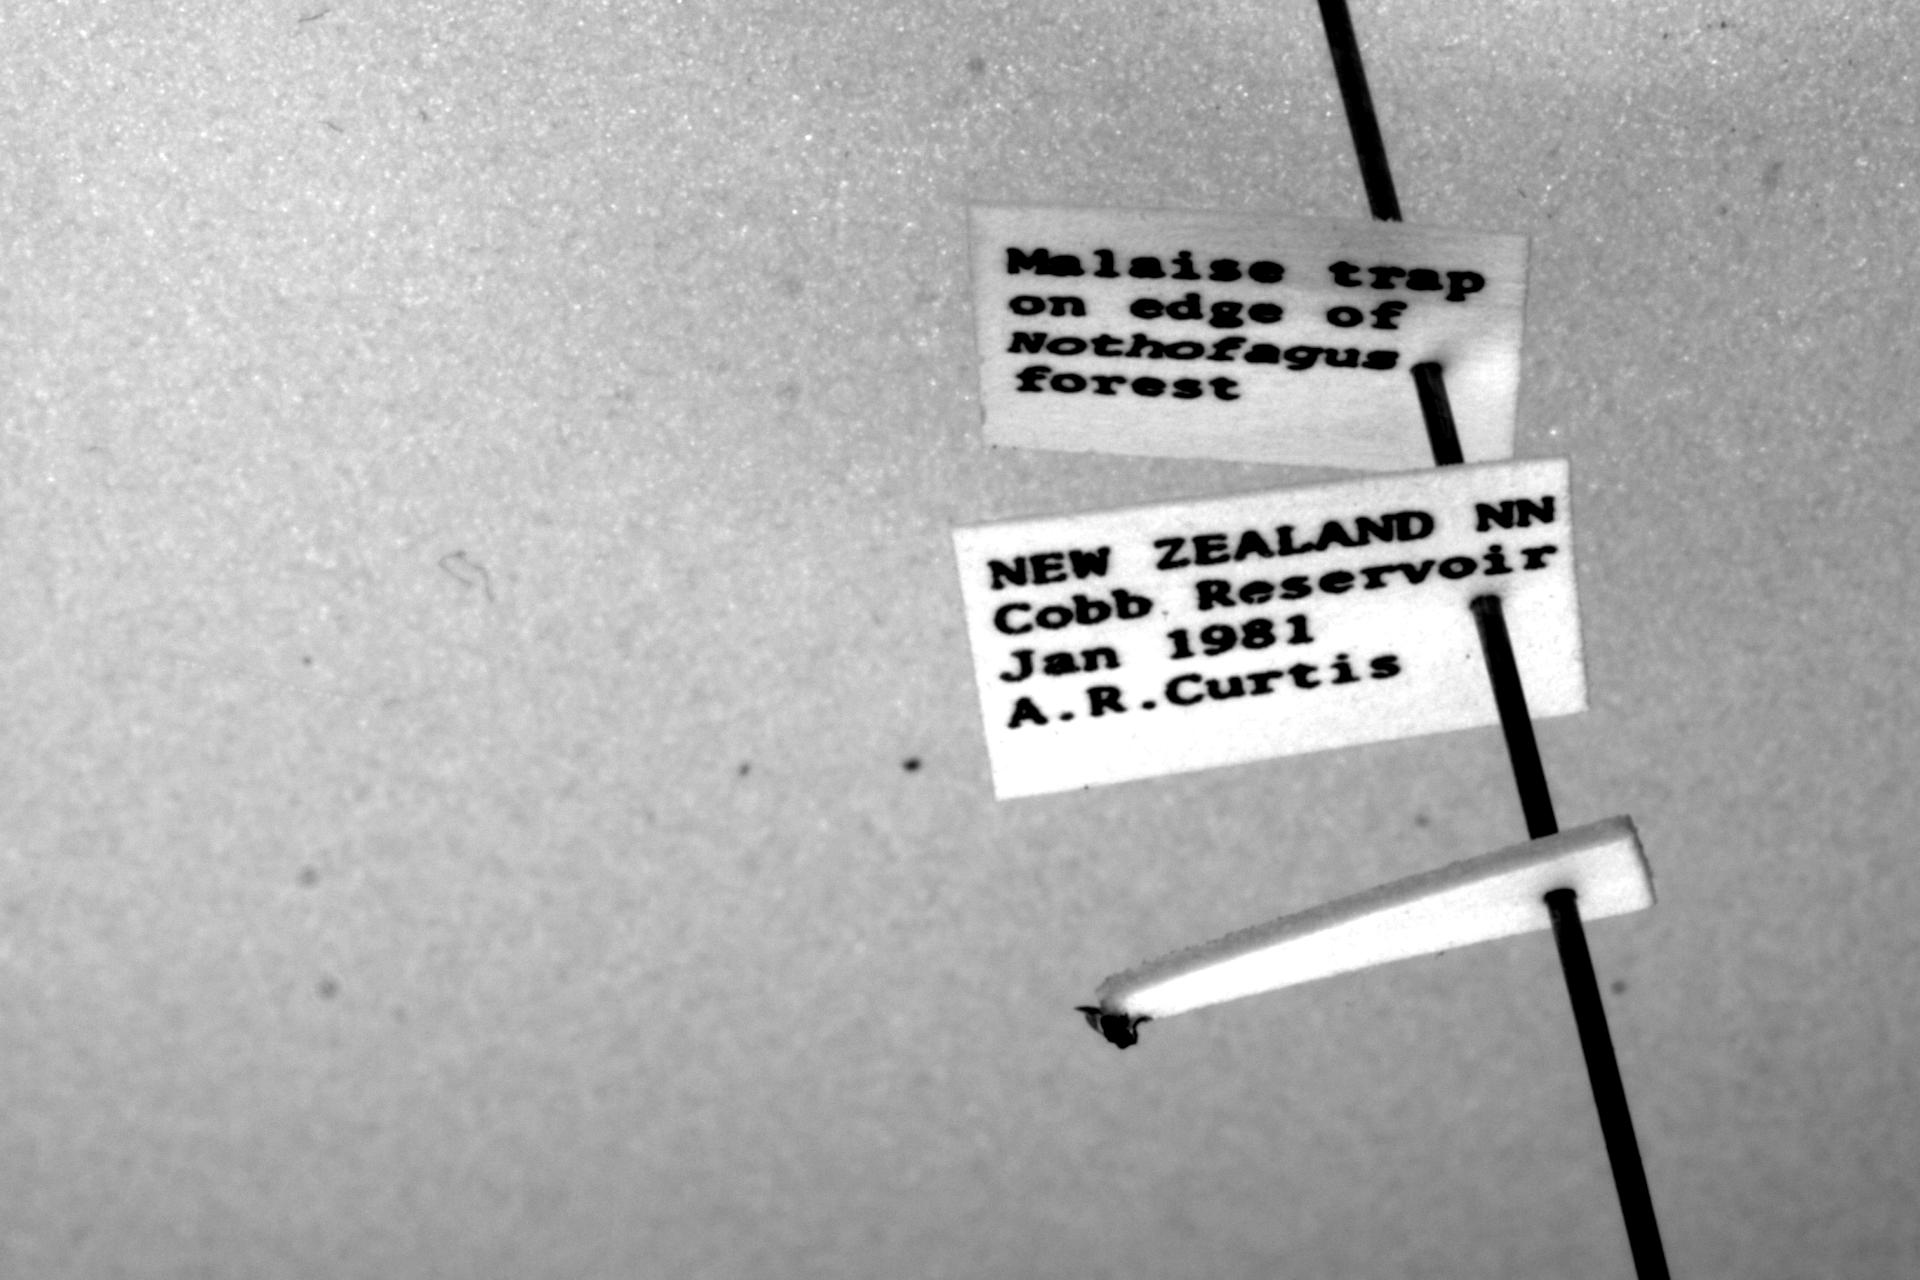 Malaise trap
on edge of
Nothofagus
forest
NEW ZEALAND NN
Cobb Reservoir
Jan 1981
A.R.Curtis